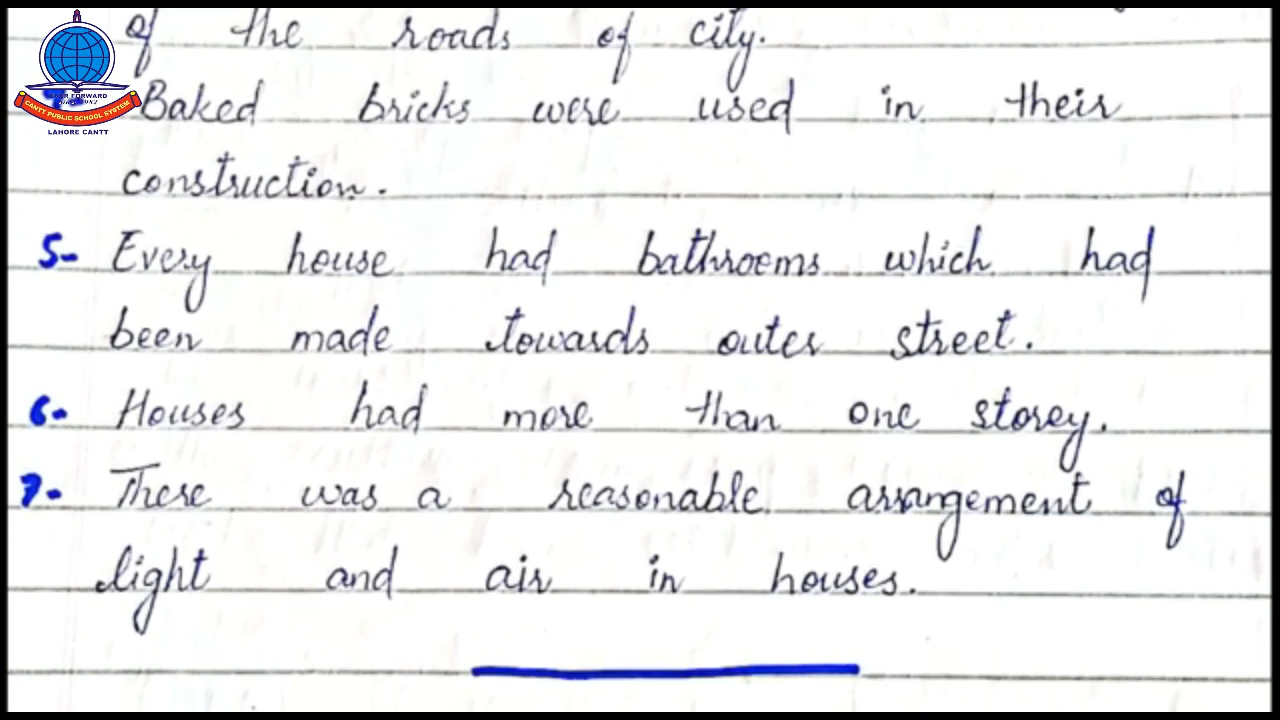 of the roads of city.
Baked bricks were used in their
construction.
5- Every house had bathrooms which had
been made towards outer street.
6- Houses had more than one storey.
7- There was a reasonable arrangement of
light and air in houses.
CANTT PUBLIC SCHOOL SYSTEM
LAHORE CANTT